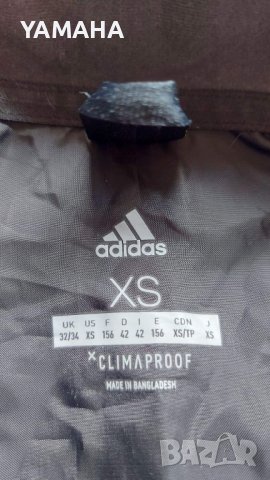 YAMAHA
adidas
XS
UK US F D I E CDN J
32/34 XS 156 42 42 156 XS/TP XS
×CLIMAPROOF
MADE IN BANGLADESH
BAZAR